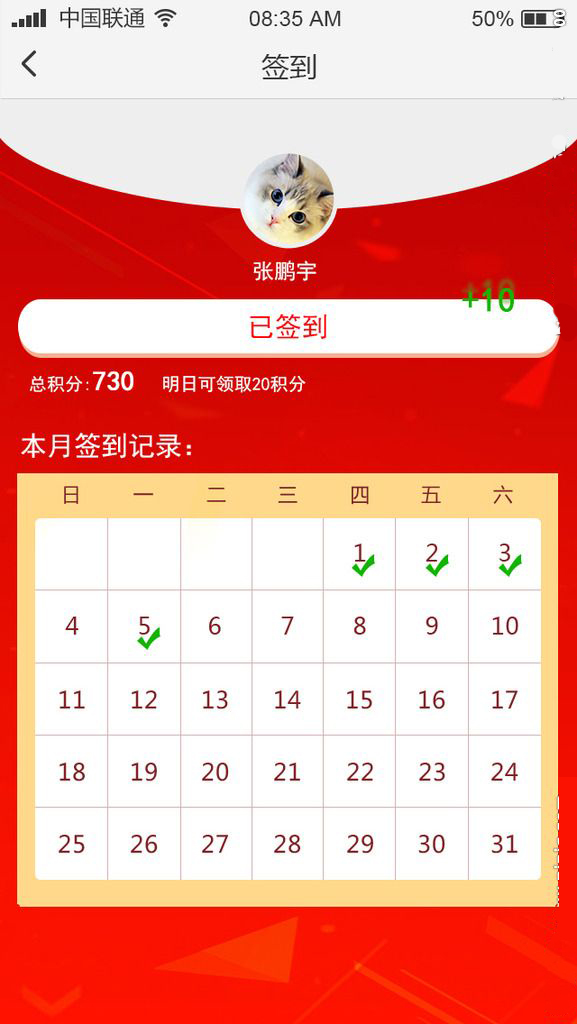 中国联通 08:35 AM 50%
签到
张鹏宇
+10
已签到
总积分:730 明日可领取20积分
本月签到记录：
日 一 二 三 四 五 六
1 2 3
4 5 6 7 8 9 10
11 12 13 14 15 16 17
18 19 20 21 22 23 24
25 26 27 28 29 30 31